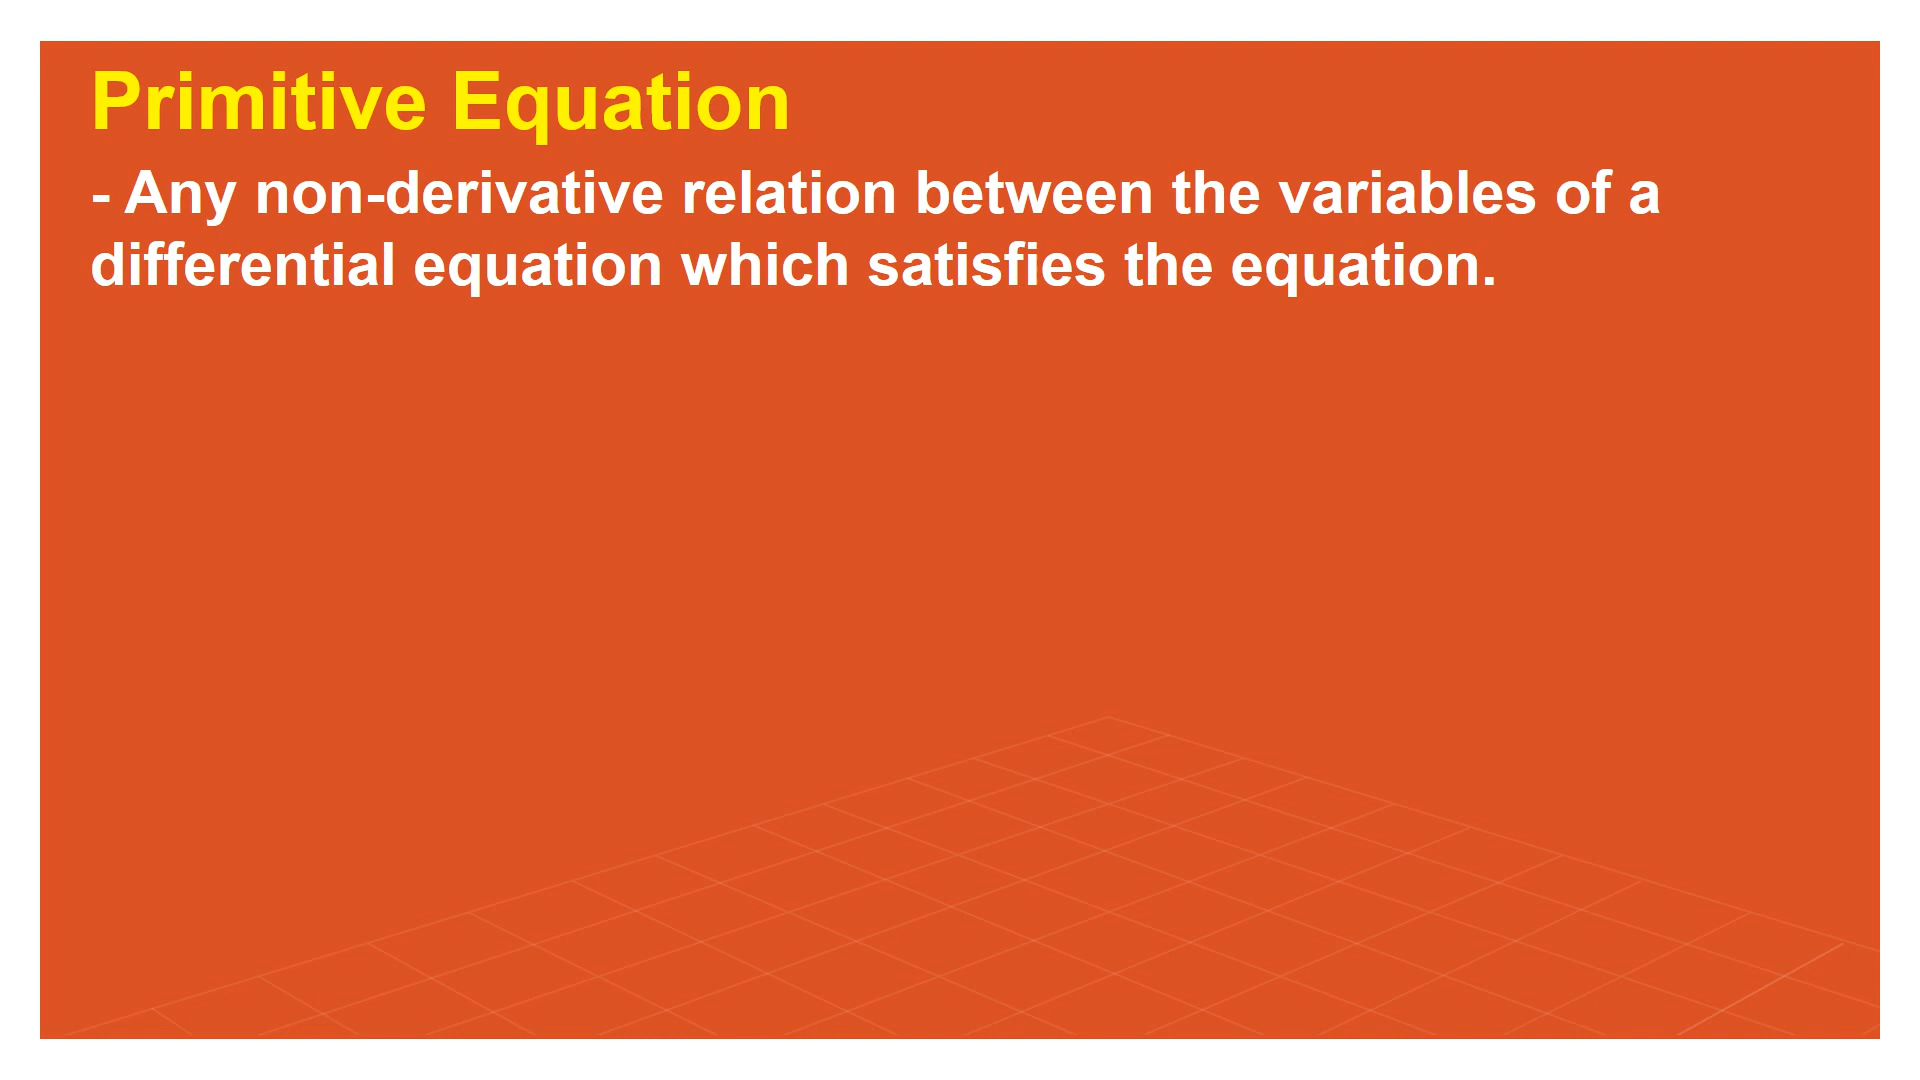 Primitive Equation
- Any non-derivative relation between the variables of a
differential equation which satisfies the equation.